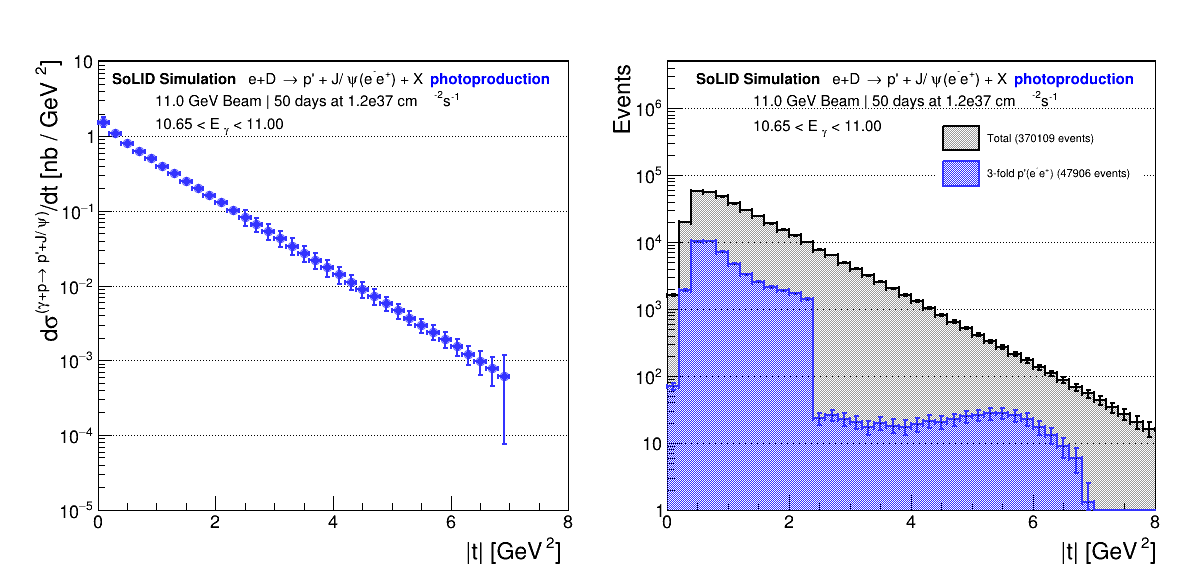 SoLID Simulation e+D → p' + J/ψ(e⁻e⁺) + X photoproduction
11.0 GeV Beam | 50 days at 1.2e37 cm⁻²s⁻¹
10.65 < E_γ < 11.00
dσ(γ+p→ p'+J/ψ)/dt [nb / GeV²]
10
1
10⁻¹
10⁻²
10⁻³
10⁻⁴
10⁻⁵
0 2 4 6 8
|t| [GeV²]
SoLID Simulation e+D → p' + J/ψ(e⁻e⁺) + X photoproduction
11.0 GeV Beam | 50 days at 1.2e37 cm⁻²s⁻¹
10.65 < E_γ < 11.00
Total (370109 events)
3-fold p'(e⁻e⁺) (47906 events)
Events
10⁶
10⁵
10⁴
10³
10²
10
1
0 2 4 6 8
|t| [GeV²]